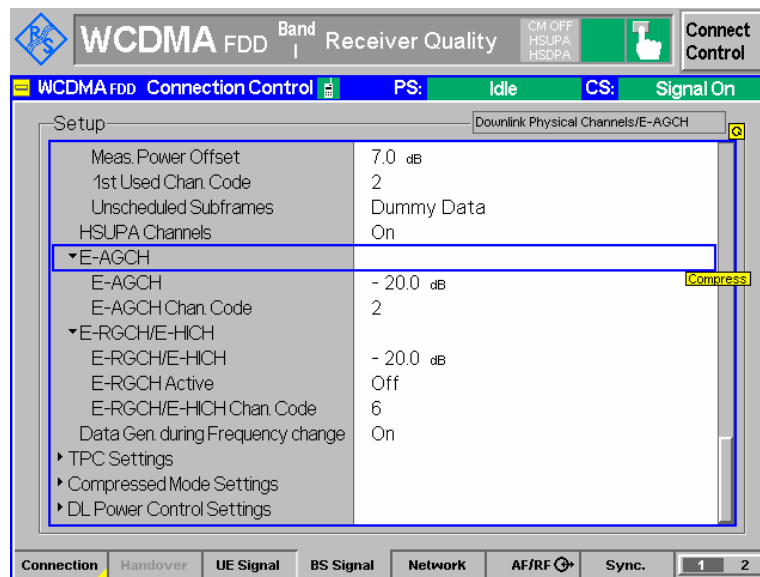 WCDMA FDD Band I Receiver Quality CM OFF HSUPA HSDPA Connect Control
WCDMA FDD Connection Control PS: Idle CS: Signal On
Setup Downlink Physical Channels/E-AGCH
Meas. Power Offset 7.0 dB
1st Used Chan. Code 2
Unscheduled Subframes Dummy Data
HSUPA Channels On
E-AGCH
E-AGCH - 20.0 dB
Compress
E-AGCH Chan. Code 2
E-RGCH/E-HICH
E-RGCH/E-HICH - 20.0 dB
E-RGCH Active Off
E-RGCH/E-HICH Chan. Code 6
Data Gen. during Frequency change On
TPC Settings
Compressed Mode Settings
DL Power Control Settings
Connection Handover UE Signal BS Signal Network AF/RF Sync. 1 2